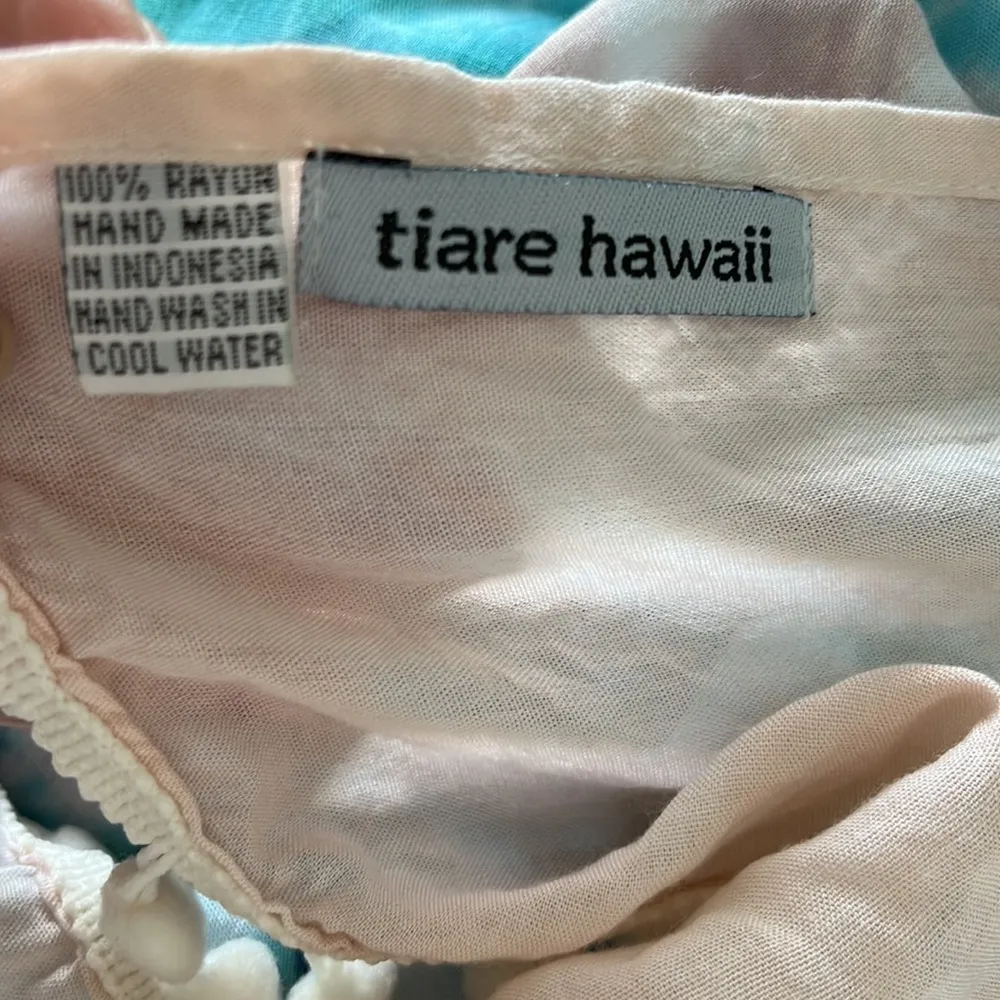 100% RAYON
HAND MADE
IN INDONESIA
HAND WASH IN
COOL WATER
tiare hawaii